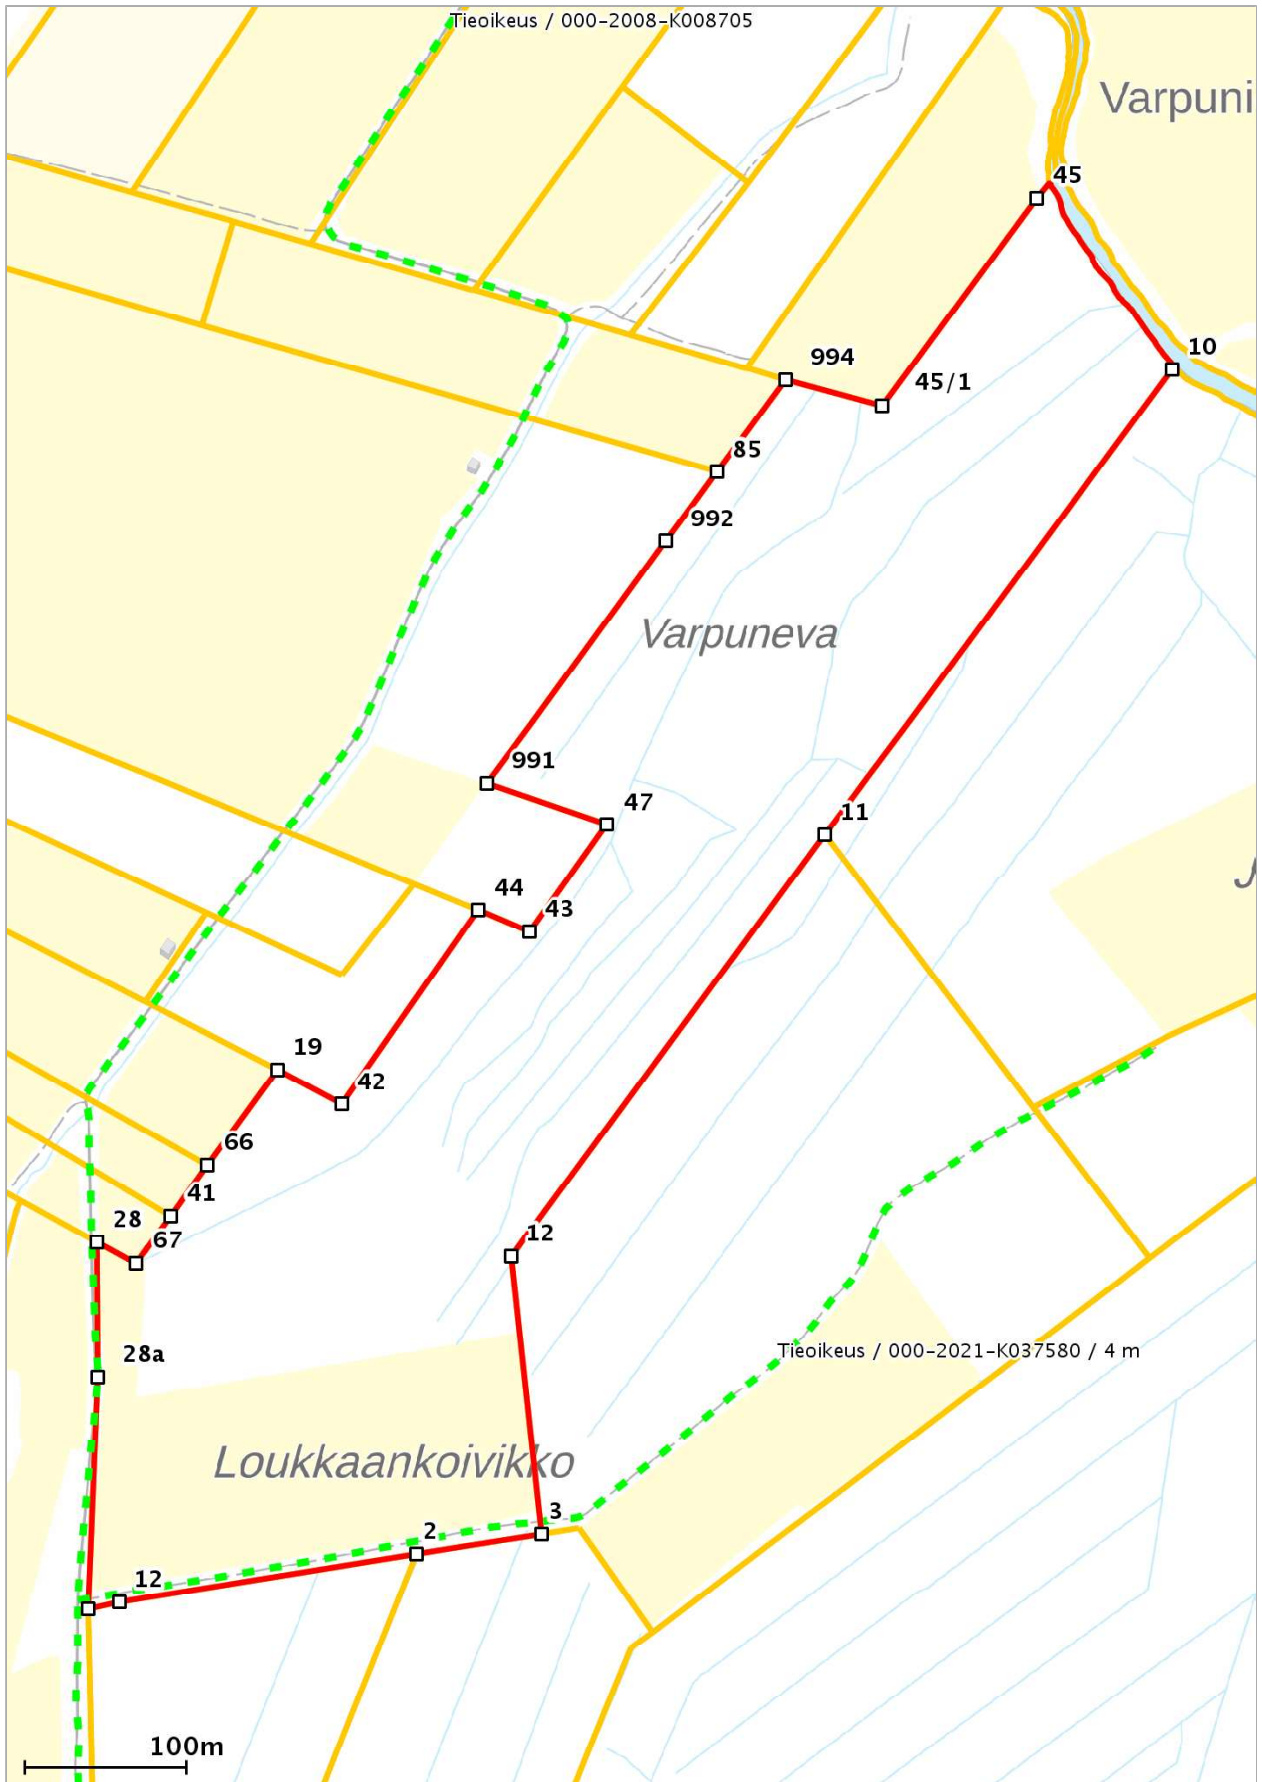 Tieoikeus / 000-2008-K008705
Varpuni
45
10
994
45/1
85
992
Varpuneva
991
47
11
J
44
43
19
42
66
41
28
67
12
28a
Tieoikeus / 000-2021-K037580 / 4 m
Loukkaankoivikko
3
2
12
100m